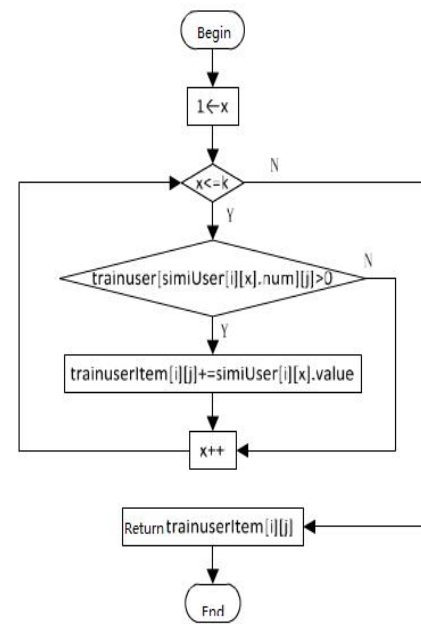 Begin
1←x
x<=k
N
Y
trainuser[simiUser[i][x].num][j]>0
N
Y
trainuserItem[i][j]+=simiUser[i][x].value
x++
Return trainuserItem[i][j]
End